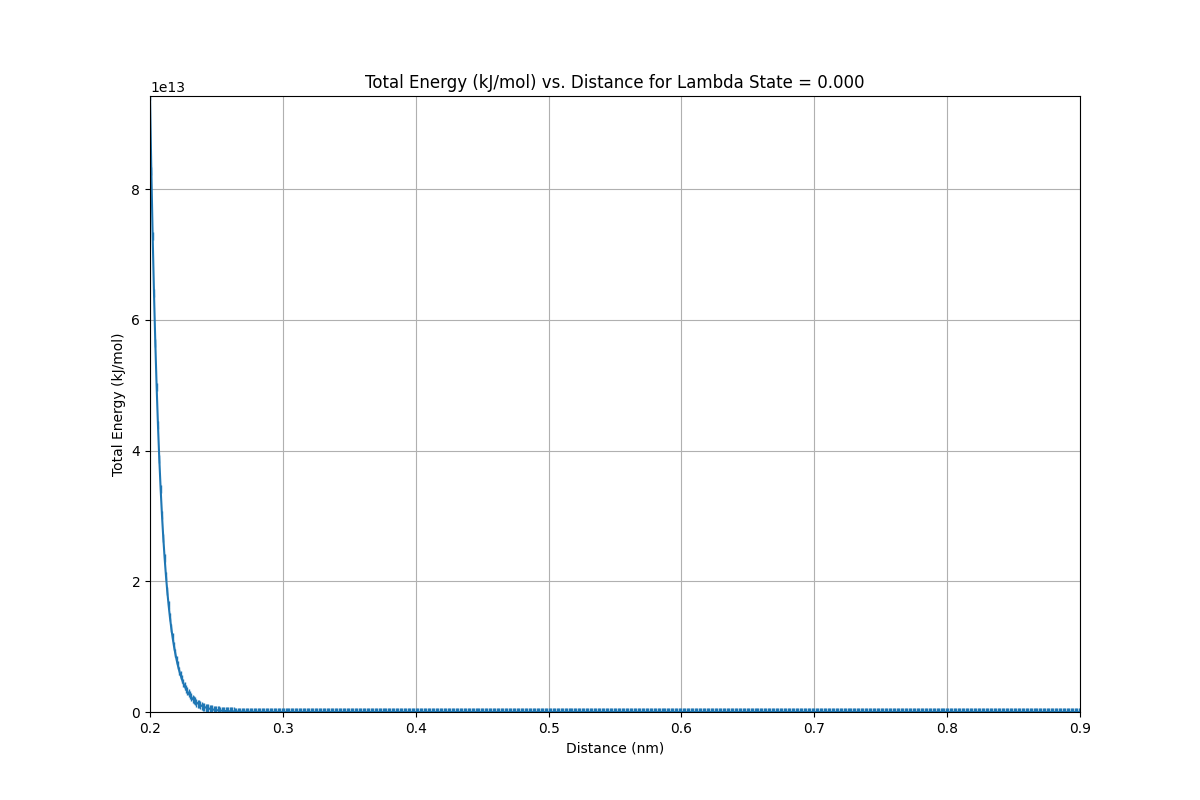 Total Energy (kJ/mol) vs. Distance for Lambda State = 0.000
1e13
8
6
4
2
0
Total Energy (kJ/mol)
0.2 0.3 0.4 0.5 0.6 0.7 0.8 0.9
Distance (nm)